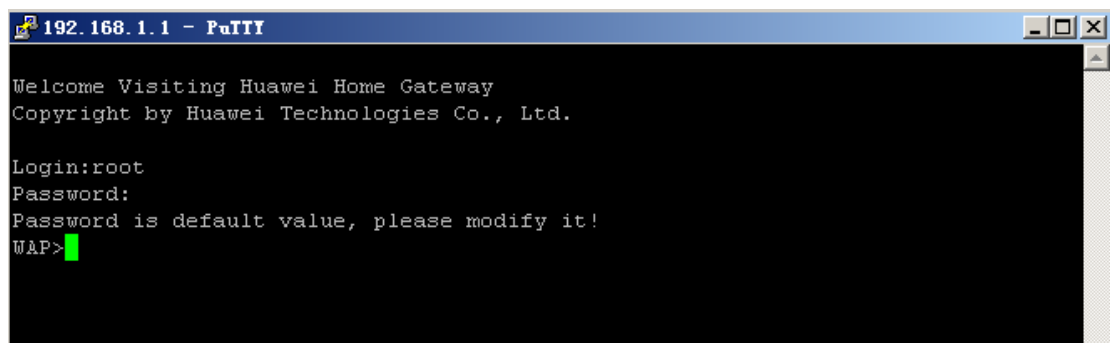 192.168.1.1 - PuTTY
Welcome Visiting Huawei Home Gateway
Copyright by Huawei Technologies Co., Ltd.
Login:root
Password:
Password is default value, please modify it!
WAP>